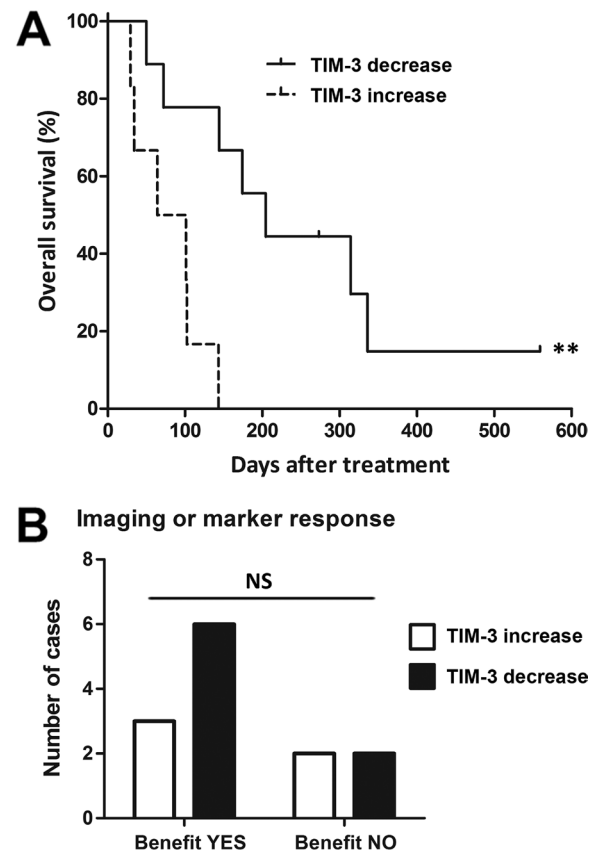 A
Overall survival (%)
100
80
60
40
20
0
TIM-3 decrease
TIM-3 increase
**
0 100 200 300 400 500 600
Days after treatment
B
Imaging or marker response
Number of cases
8
6
4
2
0
NS
TIM-3 increase
TIM-3 decrease
Benefit YES Benefit NO